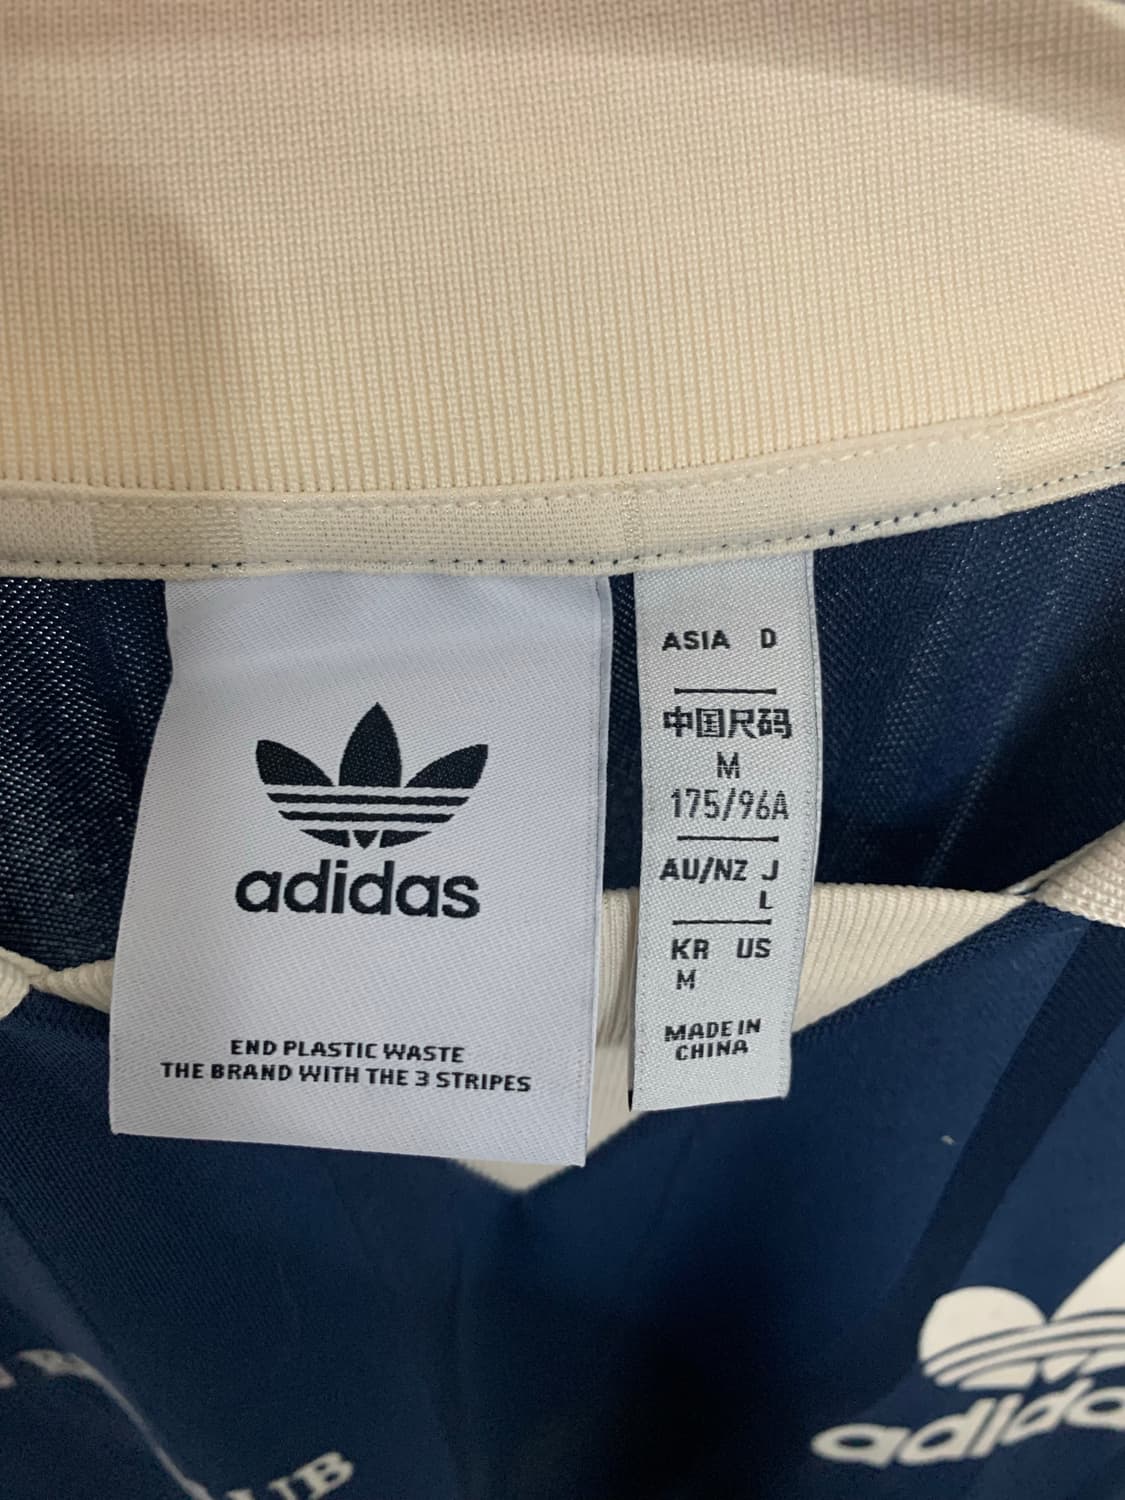 adidas
END PLASTIC WASTE
THE BRAND WITH THE 3 STRIPES
ASIA D
中国尺码
M
175/96A
AU/NZ J
L
KR US
M
MADE IN
CHINA
adidas
UB